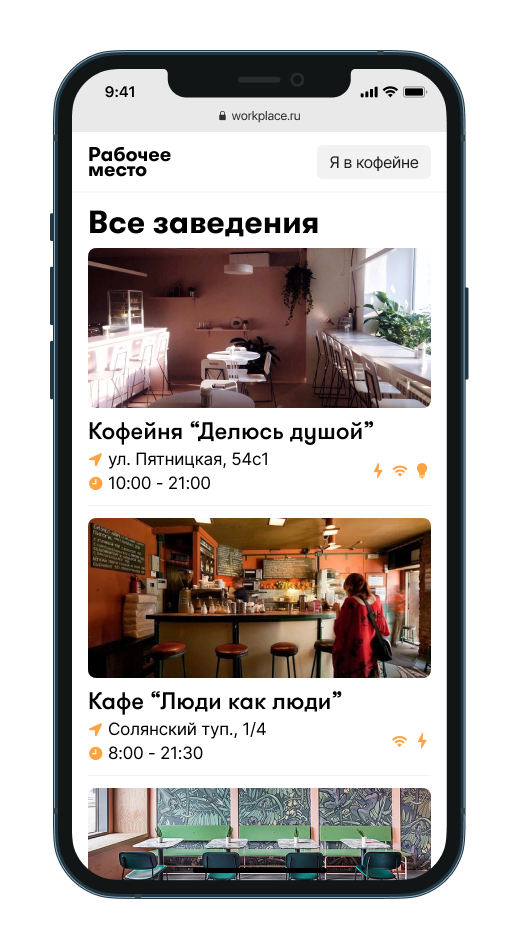 9:41
workplace.ru
Рабочее
место
Я в кофейне
Все заведения
Кофейня “Делюсь душой”
ул. Пятницкая, 54с1
10:00 - 21:00
Кафе “Люди как люди”
Солянский туп., 1/4
8:00 - 21:30